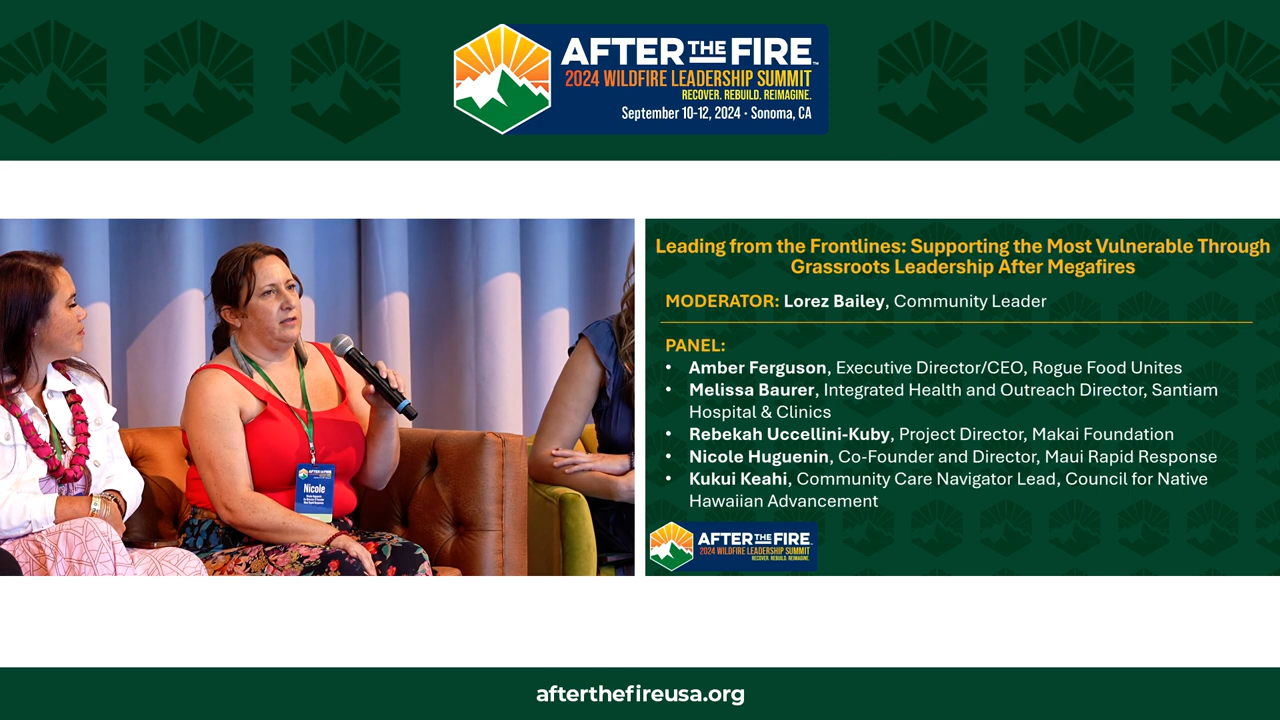 AFTER THE FIRE™
2024 WILDFIRE LEADERSHIP SUMMIT
RECOVER. REBUILD. REIMAGINE.
September 10-12, 2024 · Sonoma, CA
AFTER THE FIRE
Nicole
Leading from the Frontlines: Supporting the Most Vulnerable Through
Grassroots Leadership After Megafires
MODERATOR: Lorez Bailey, Community Leader
PANEL:
• Amber Ferguson, Executive Director/CEO, Rogue Food Unites
• Melissa Baurer, Integrated Health and Outreach Director, Santiam
Hospital & Clinics
• Rebekah Uccellini-Kuby, Project Director, Makai Foundation
• Nicole Huguenin, Co-Founder and Director, Maui Rapid Response
• Kukui Keahi, Community Care Navigator Lead, Council for Native
Hawaiian Advancement
AFTER THE FIRE
2024 WILDFIRE LEADERSHIP SUMMIT
RECOVER. REBUILD. REIMAGINE.
afterthefireusa.org